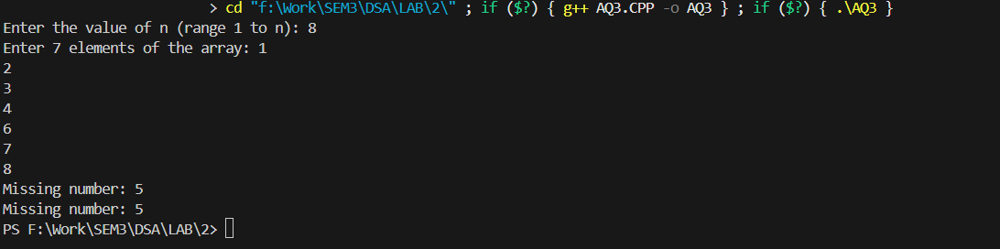 > cd "f:\Work\SEM3\DSA\LAB\2\" ; if ($?) { g++ AQ3.CPP -o AQ3 } ; if ($?) { .\AQ3 }
Enter the value of n (range 1 to n): 8
Enter 7 elements of the array: 1
2
3
4
6
7
8
Missing number: 5
Missing number: 5
PS F:\Work\SEM3\DSA\LAB\2>